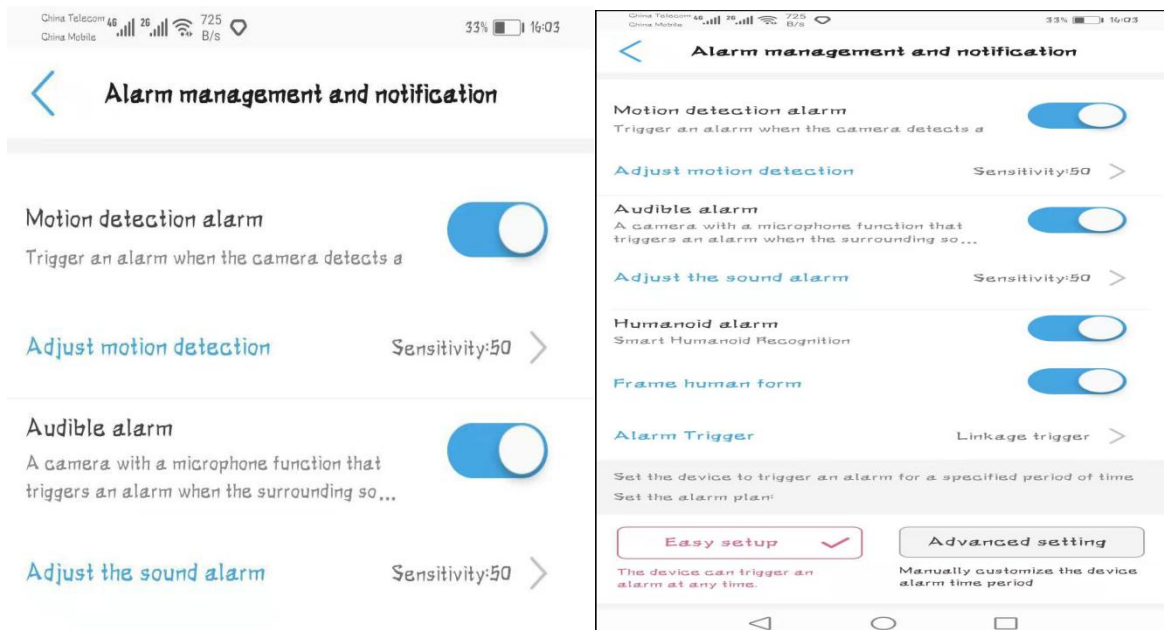 China Telecom 4G 2G 725 B/s 33% 16:03
China Mobile
Alarm management and notification
Motion detection alarm
Trigger an alarm when the camera detects a
Adjust motion detection Sensitivity:50
Audible alarm
A camera with a microphone function that
triggers an alarm when the surrounding so...
Adjust the sound alarm Sensitivity:50
China Telecom 4G 2G 725 B/s 33% 16:03
China Mobile
Alarm management and notification
Motion detection alarm
Trigger an alarm when the camera detects a
Adjust motion detection Sensitivity:50
Audible alarm
A camera with a microphone function that
triggers an alarm when the surrounding so...
Adjust the sound alarm Sensitivity:50
Humanoid alarm
Smart Humanoid Recognition
Frame human form
Alarm Trigger Linkage trigger
Set the device to trigger an alarm for a specified period of time
Set the alarm plan:
Easy setup Advanced setting
The device can trigger an
alarm at any time.
Manually customize the device
alarm time period